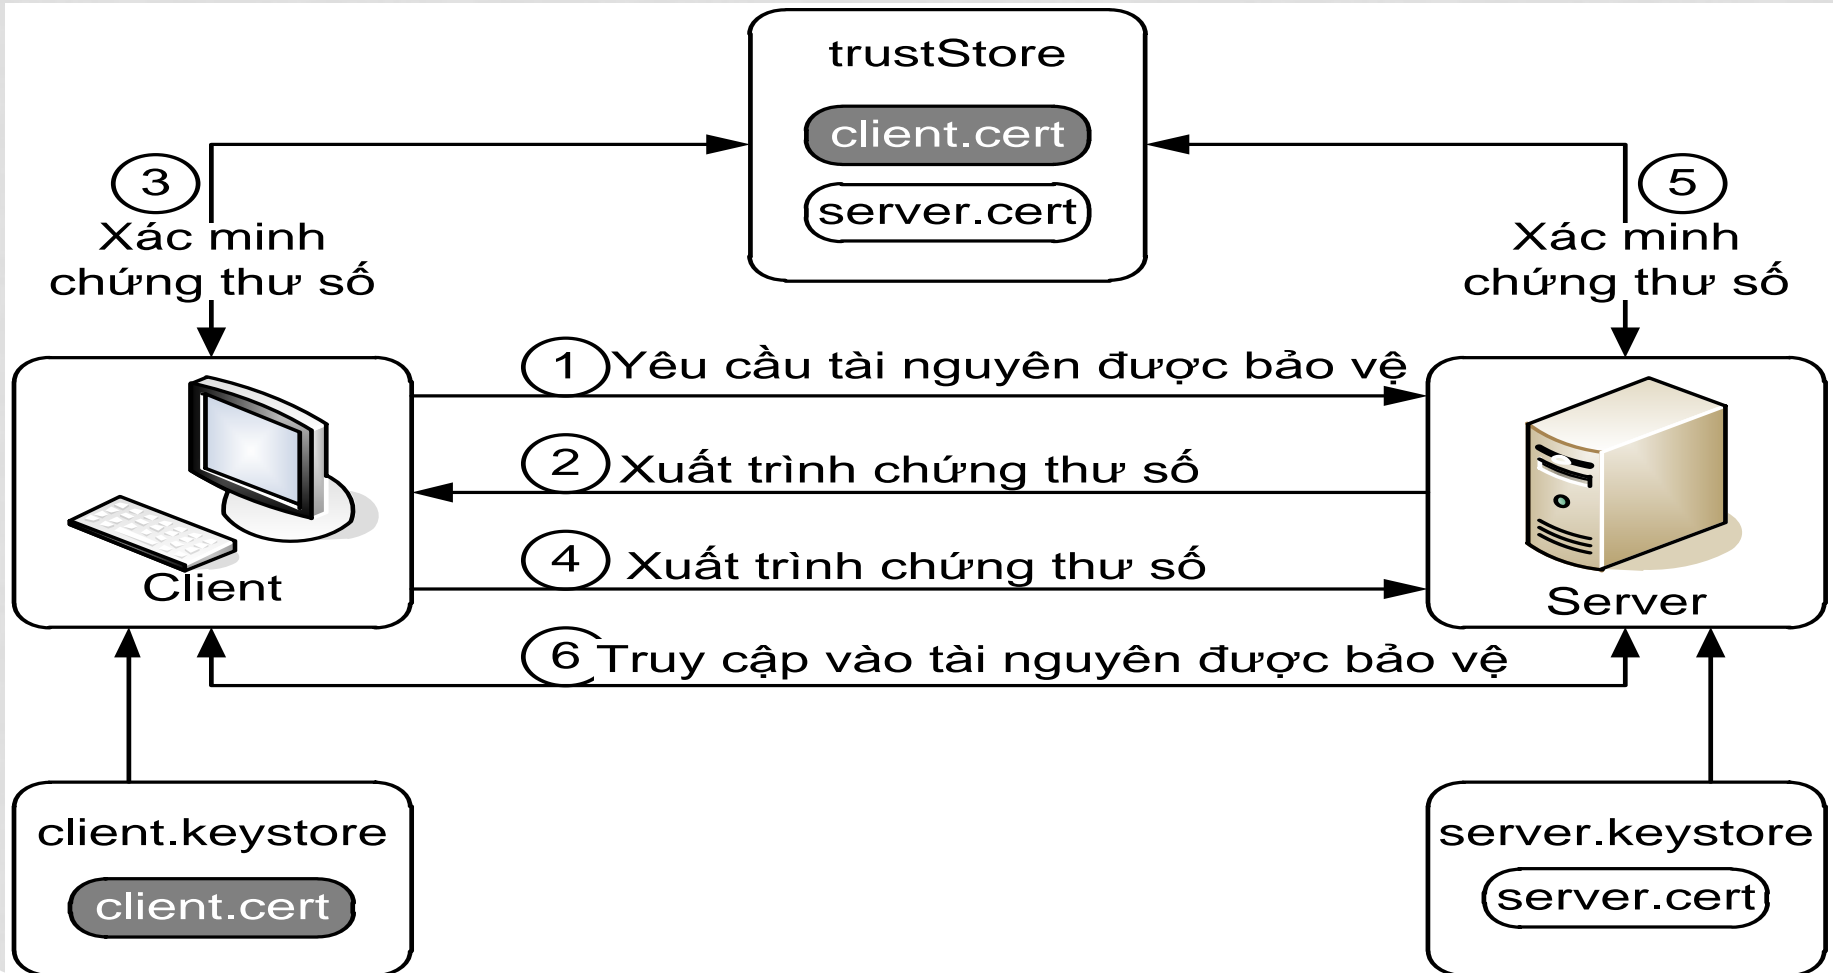 trustStore
client.cert
server.cert
3
Xác minh
chứng thư số
5
Xác minh
chứng thư số
1 Yêu cầu tài nguyên được bảo vệ
2 Xuất trình chứng thư số
4 Xuất trình chứng thư số
Client
Server
6 Truy cập vào tài nguyên được bảo vệ
client.keystore
client.cert
server.keystore
server.cert